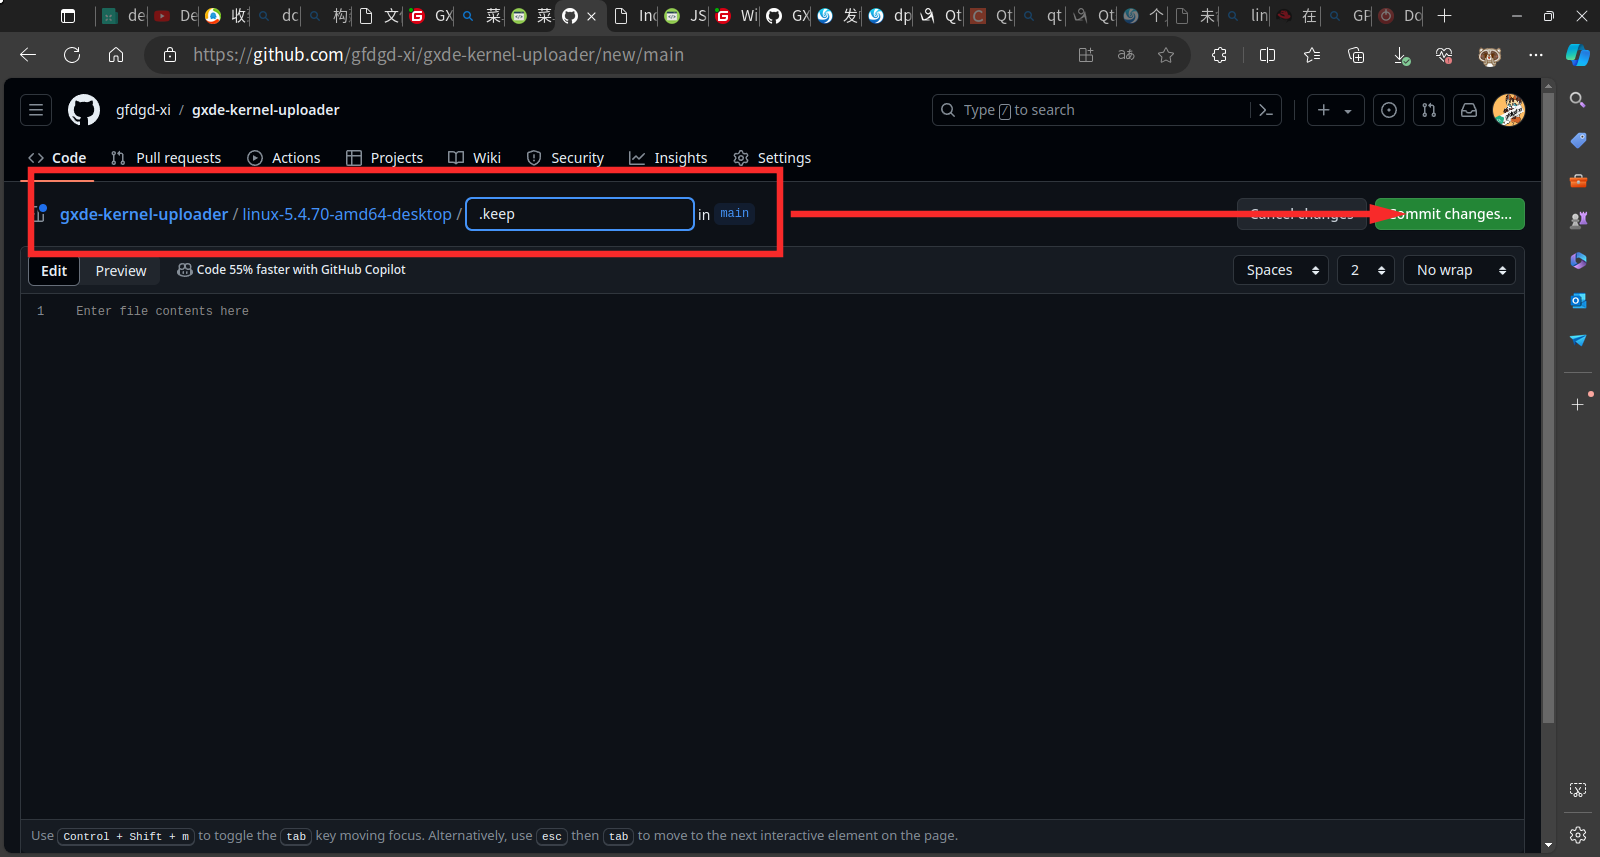 de De 收 dc 构 文 GX 菜 菜 In JS Wi GX 发 dp Qt Qt qt Qt 个 未 lin 在 GF Do
https://github.com/gfdgd-xi/gxde-kernel-uploader/new/main
gfdgd-xi / gxde-kernel-uploader
Type / to search
Code Pull requests Actions Projects Wiki Security Insights Settings
gxde-kernel-uploader / linux-5.4.70-amd64-desktop / .keep in main
Cancel changes Commit changes...
Edit Preview Code 55% faster with GitHub Copilot
Spaces 2 No wrap
1 Enter file contents here
Use Control + Shift + m to toggle the tab key moving focus. Alternatively, use esc then tab to move to the next interactive element on the page.